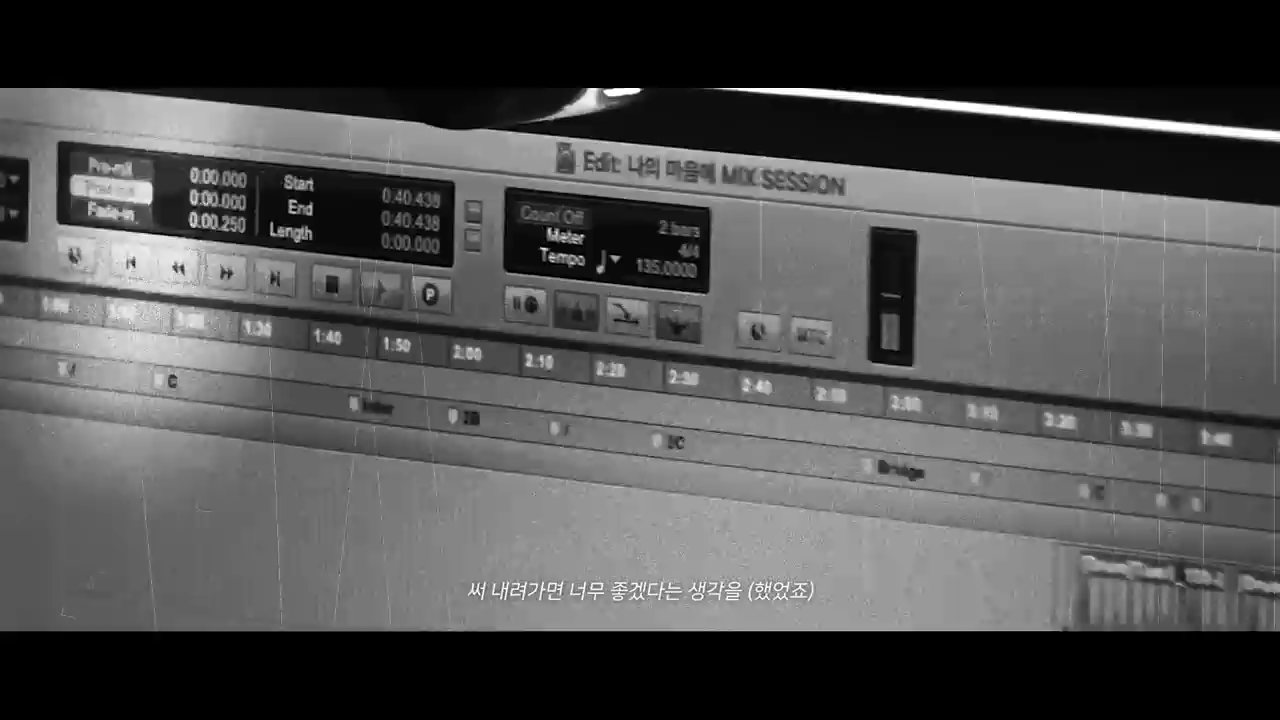 Edit: 나의 마음에 MIX SESSION
Pre-roll 0:00.000
Post-roll 0:00.000
Fade-in 0:00.250
Start 0:40.438
End 0:40.438
Length 0:00.000
Count Off 2 bars
Meter 4/4
Tempo 135.0000
1:30 1:40 1:50 2:00 2:10 2:20 2:30 2:40 2:50 3:00 3:10 3:20 3:30 3:40
Inter 2B 2C Bridge
써 내려가면 너무 좋겠다는 생각을 (했었죠)